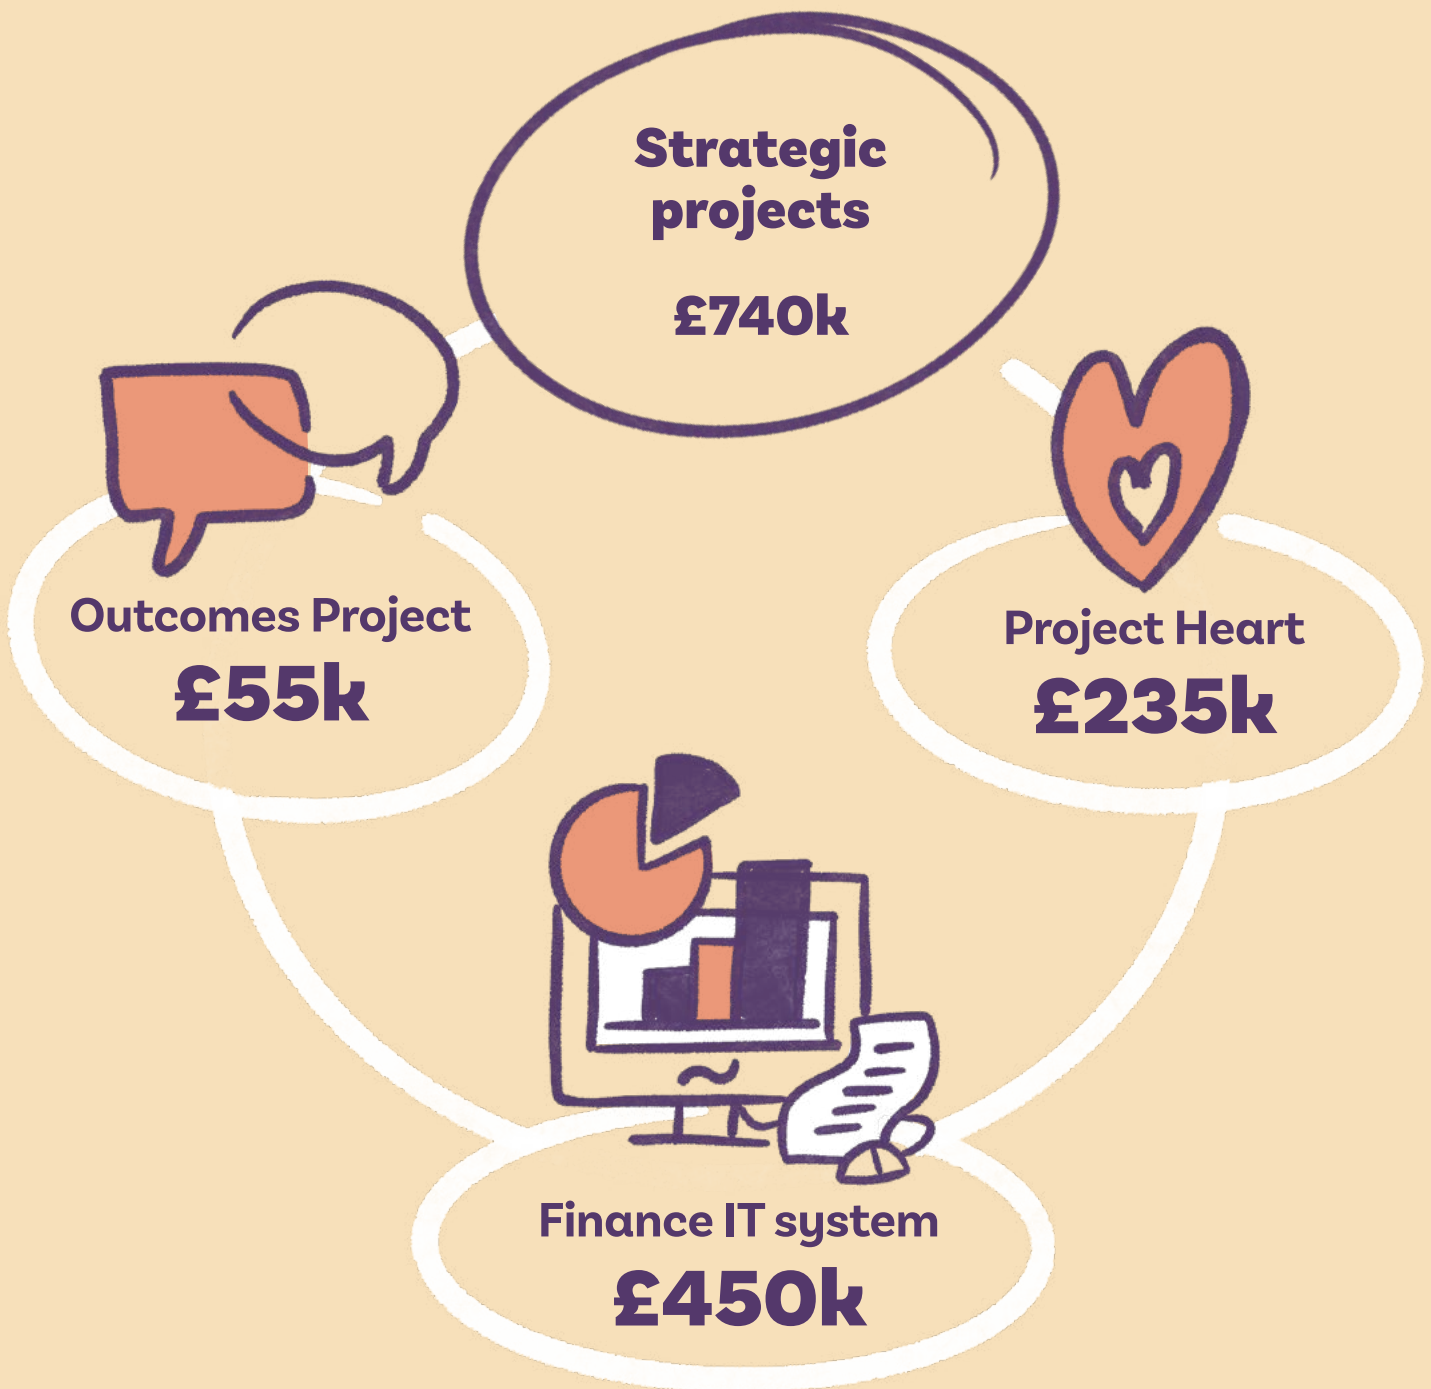 Strategic
projects
£740k
Outcomes Project
£55k
Project Heart
£235k
Finance IT system
£450k